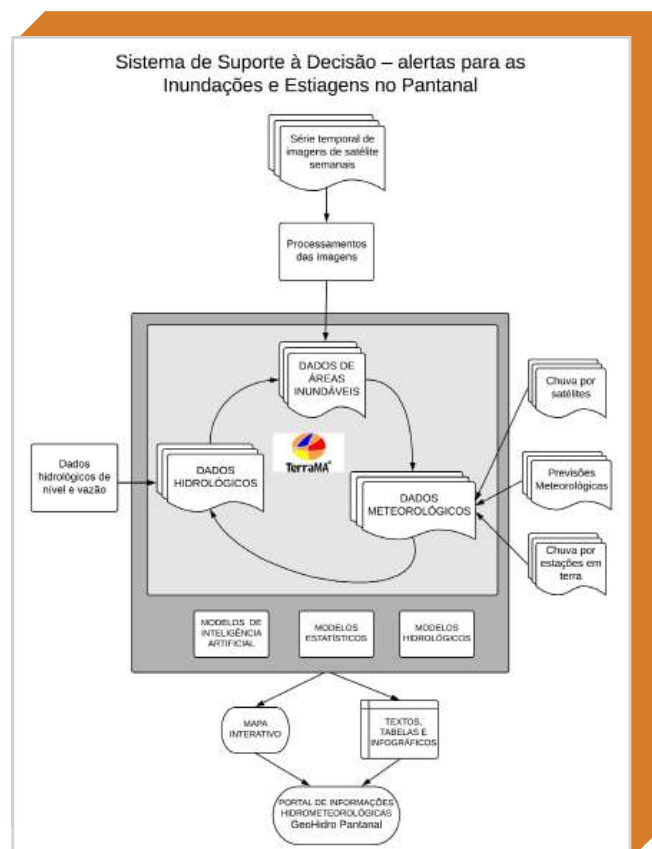 Sistema de Suporte à Decisão – alertas para as
Inundações e Estiagens no Pantanal
Série temporal de
imagens de satélite
semanais
Processamentos
das imagens
DADOS DE
ÁREAS
INUNDÁVEIS
Chuva por
satélites
TerraMA²
Dados
hidrológicos de
nível e vazão
DADOS
HIDROLÓGICOS
DADOS
METEOROLÓGICOS
Previsões
Meteorológicas
Chuva por
estações em
terra
MODELOS DE
INTELIGÊNCIA
ARTIFICIAL
MODELOS
ESTATÍSTICOS
MODELOS
HIDROLÓGICOS
MAPA
INTERATIVO
TEXTOS,
TABELAS E
INFOGRÁFICOS
PORTAL DE INFORMAÇÕES
HIDROMETEOROLÓGICAS
GeoHidro Pantanal